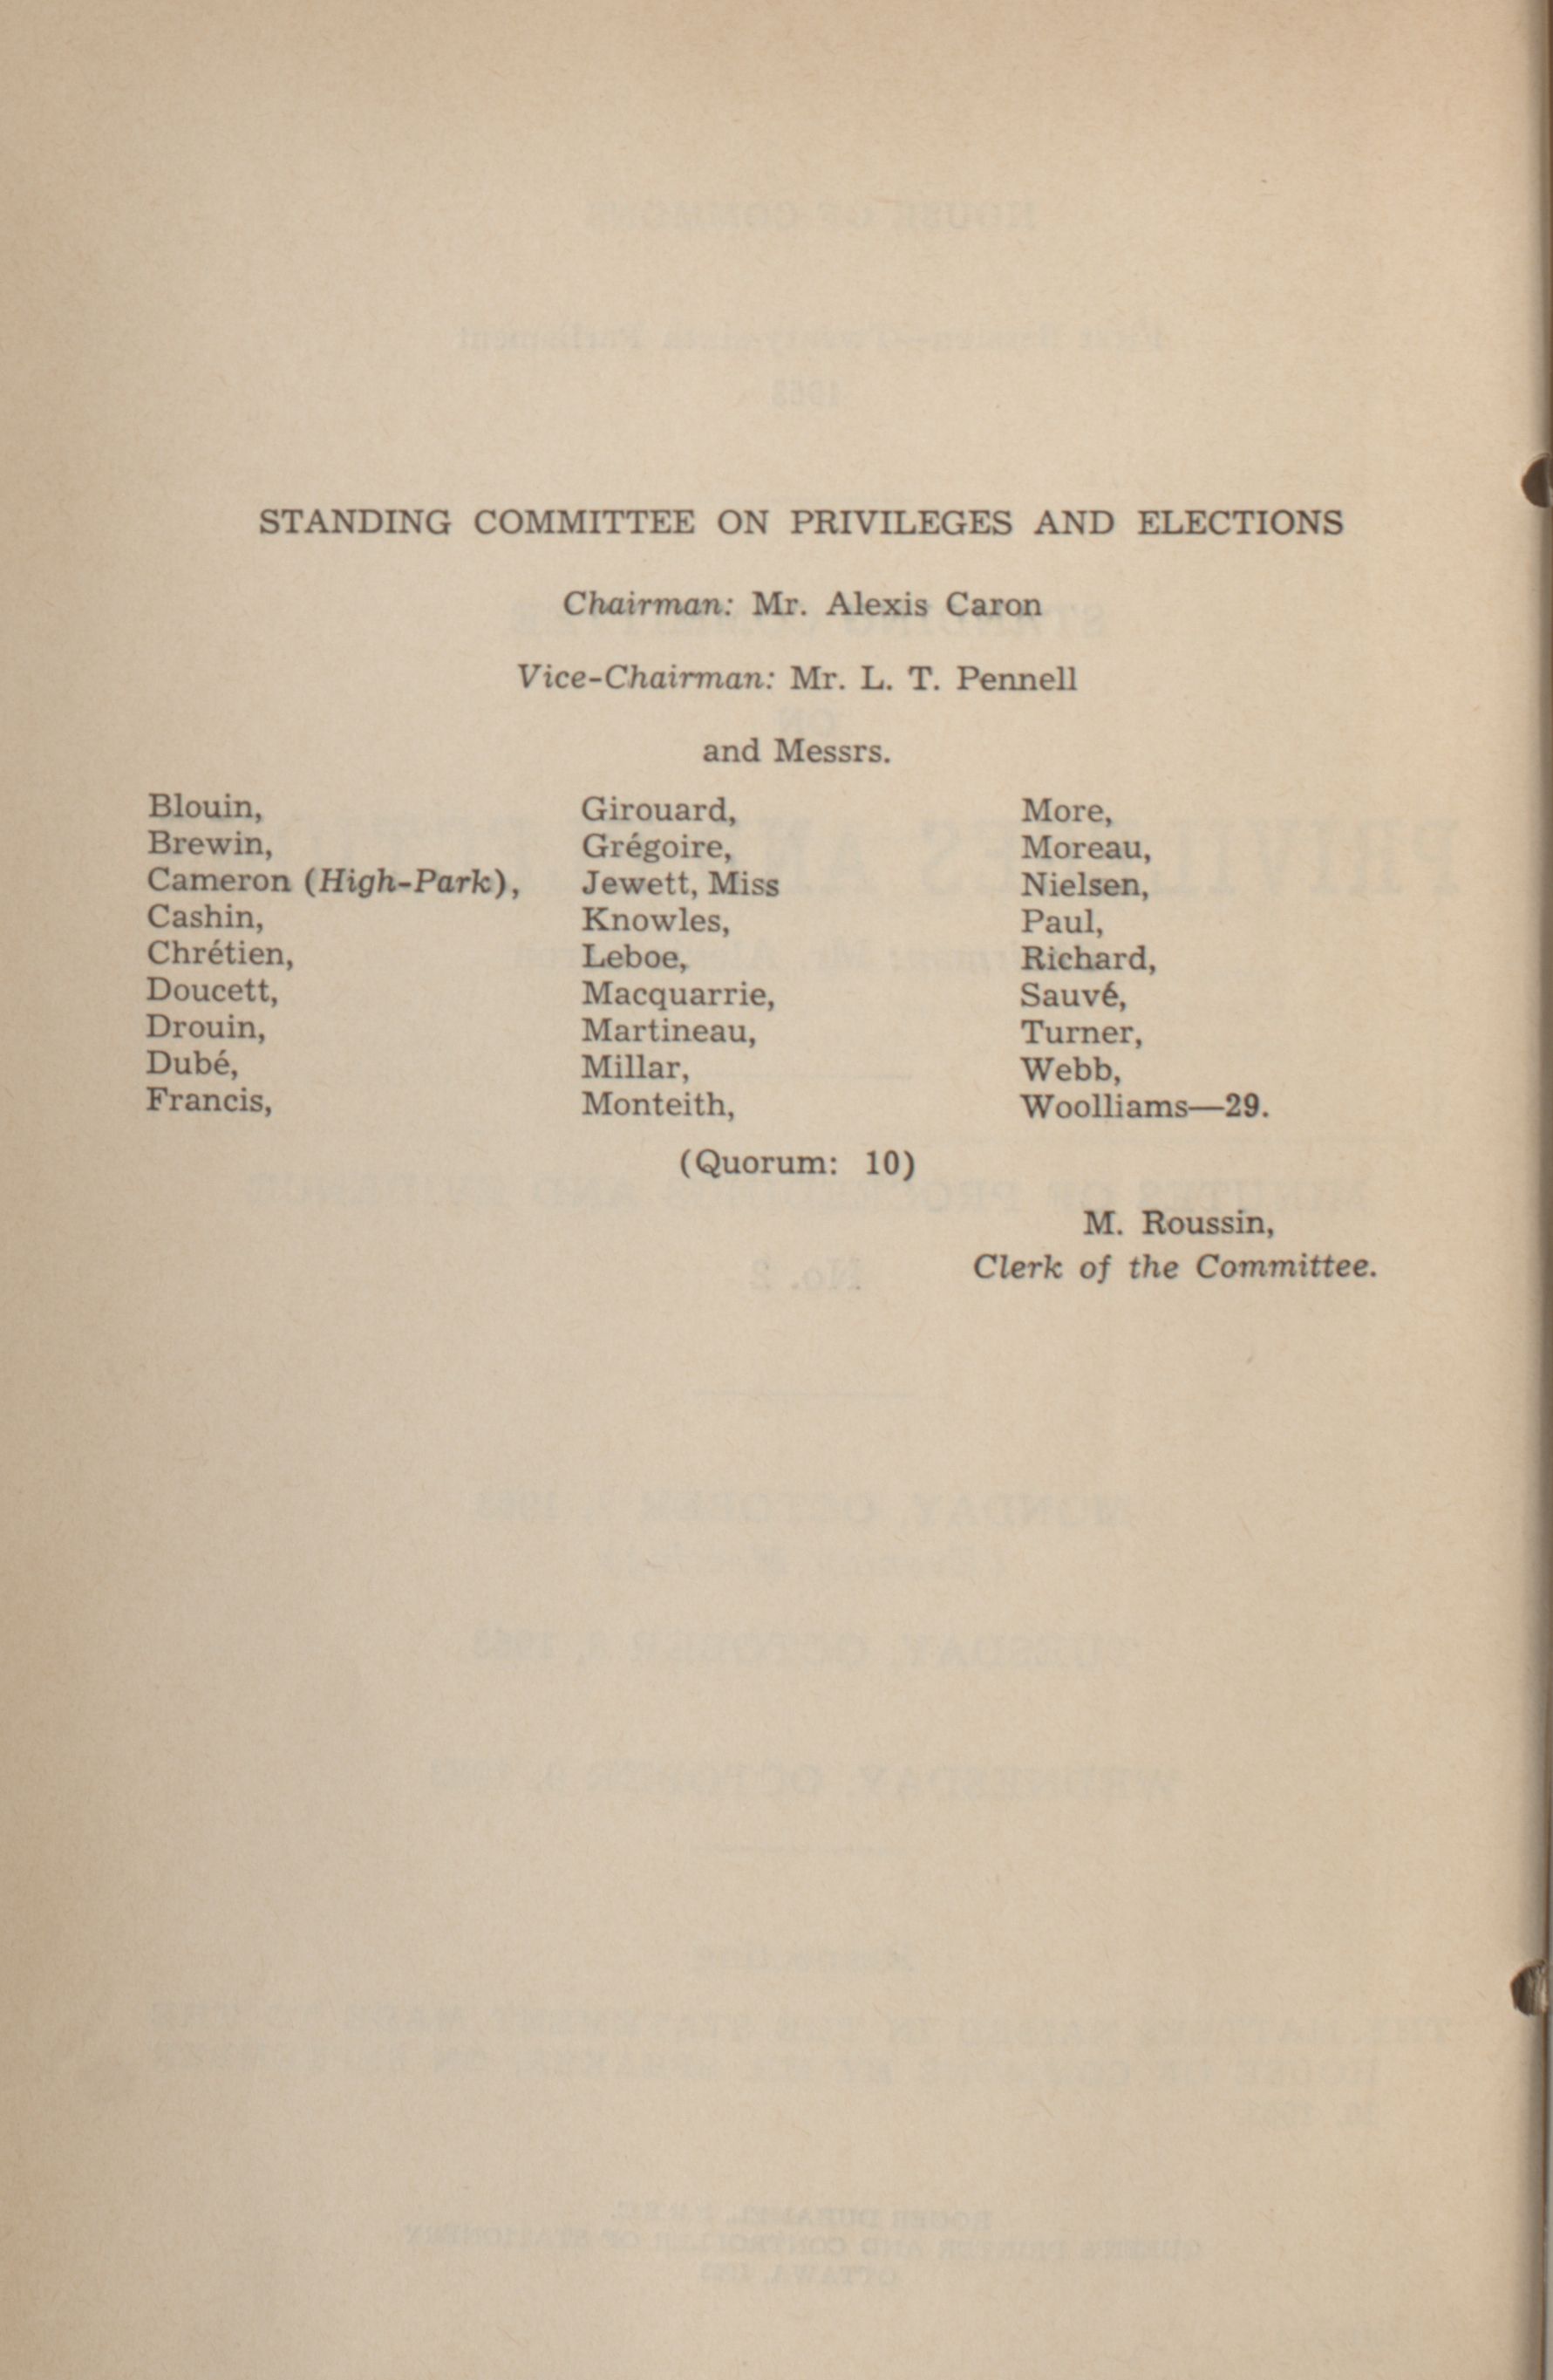 STANDING COMMITTEE ON PRIVILEGES AND ELECTIONS
Chairman: Mr. Alexis Caron
Vice-Chairman: Mr. L. T. Pennell
and Messrs.
Blouin,
Brewin,
Cameron (High-Park),
Cashin,
Chrétien,
Doucett,
Drouin,
Dubé,
Francis,
Girouard,
Grégoire,
Jewett, Miss
Knowles,
Leboe,
Macquarrie,
Martineau,
Millar,
Monteith,
More,
Moreau,
Nielsen,
Paul,
Richard,
Sauvé,
Turner,
Webb,
Woolliams—29.
(Quorum: 10)
M. Roussin,
Clerk of the Committee.